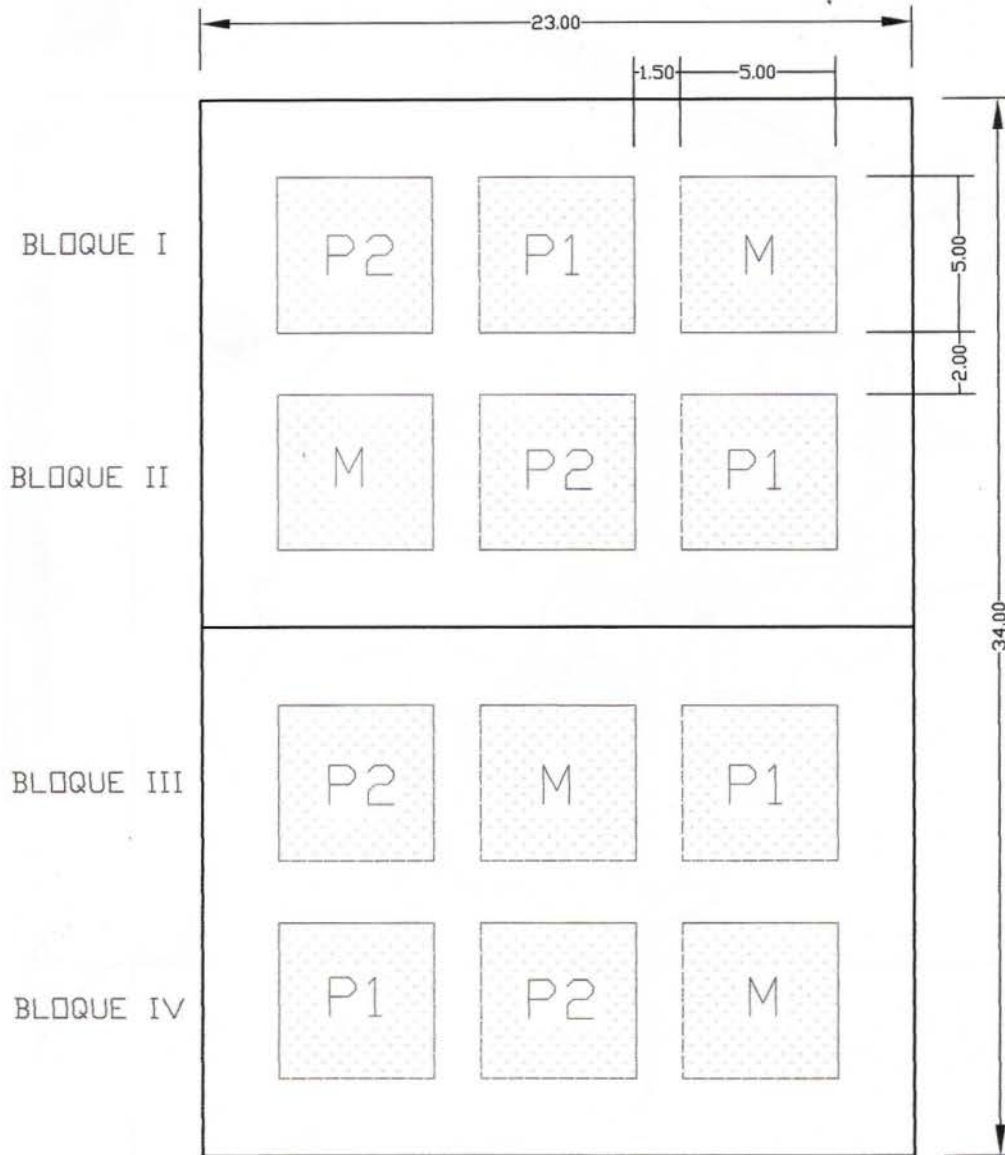 23.00
1.50 5.00
BLOQUE I P2 P1 M 5.00
2.00
BLOQUE II M P2 P1
34.00
BLOQUE III P2 M P1
BLOQUE IV P1 P2 M